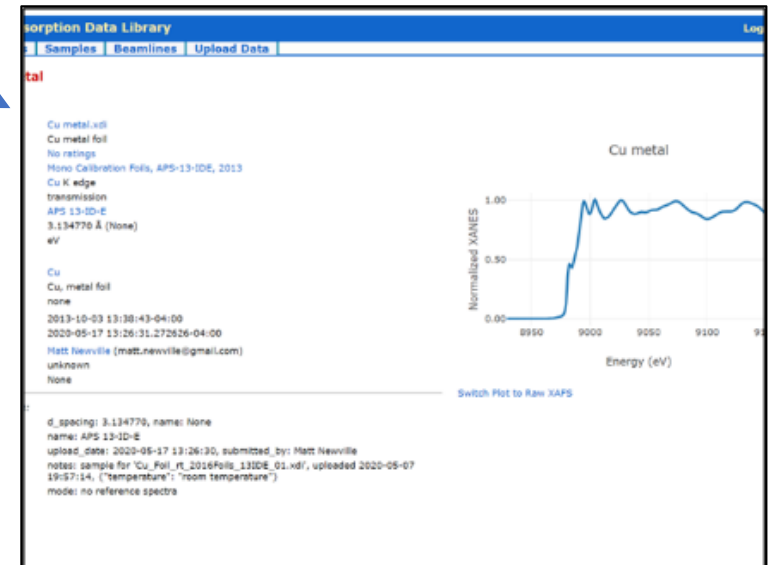 sorption Data Library
Log
s Samples Beamlines Upload Data
tal
Cu metal.xdi
Cu metal foil
No ratings
Mono Calibration Foils, APS-13-IDE, 2013
Cu K edge
transmission
APS 13-ID-E
3.134770 Å (None)
eV
Cu
Cu, metal foil
none
2013-10-03 13:38:43-04:00
2020-05-17 13:26:31.272626-04:00
Matt Newville (matt.newville@gmail.com)
unknown
None
:
d_spacing: 3.134770, name: None
name: APS 13-ID-E
upload_date: 2020-05-17 13:26:30, submitted_by: Matt Newville
notes: sample for 'Cu_Foil_rt_2016Foils_13IDE_01.xdi', uploaded 2020-05-07
19:57:14, {"temperature": "room temperature"}
mode: no reference spectra
Cu metal
Normalized XANES
1.00
0.50
0.00
8950 9000 9050 9100 91
Energy (eV)
Switch Plot to Raw XAFS